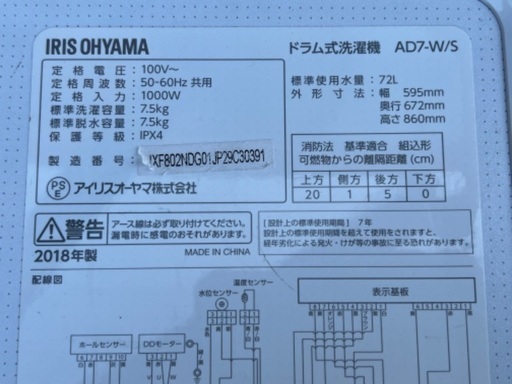 IRIS OHYAMA
ドラム式洗濯機 AD7-W/S
定格電圧：100V～
定格周波数：50-60Hz 共用
定格入力：1000W
標準洗濯容量：7.5kg
標準脱水容量：7.5kg
保護等級：IPX4
製造番号：
XF802NDG01JP29C30391
標準使用水量：72L
外形寸法：幅 595mm
奥行 672mm
高さ 860mm
消防法 基準適合 組込形
可燃物からの離隔距離(cm)
上方 側方 後方 下方
20 1 5 0
PSE アイリスオーヤマ株式会社
警告
アース線は必ず取り付けてください。
漏電時に感電のおそれがあります。
［設計上の標準使用期間］7年
設計上の標準使用期間を超えて使用をされますと、
経年劣化による発火・けが等の事故に至るおそれがあります。
2018年製
MADE IN CHINA
配線図
水位センサー
温度センサー
表示基板
ホールセンサー
DDモーター